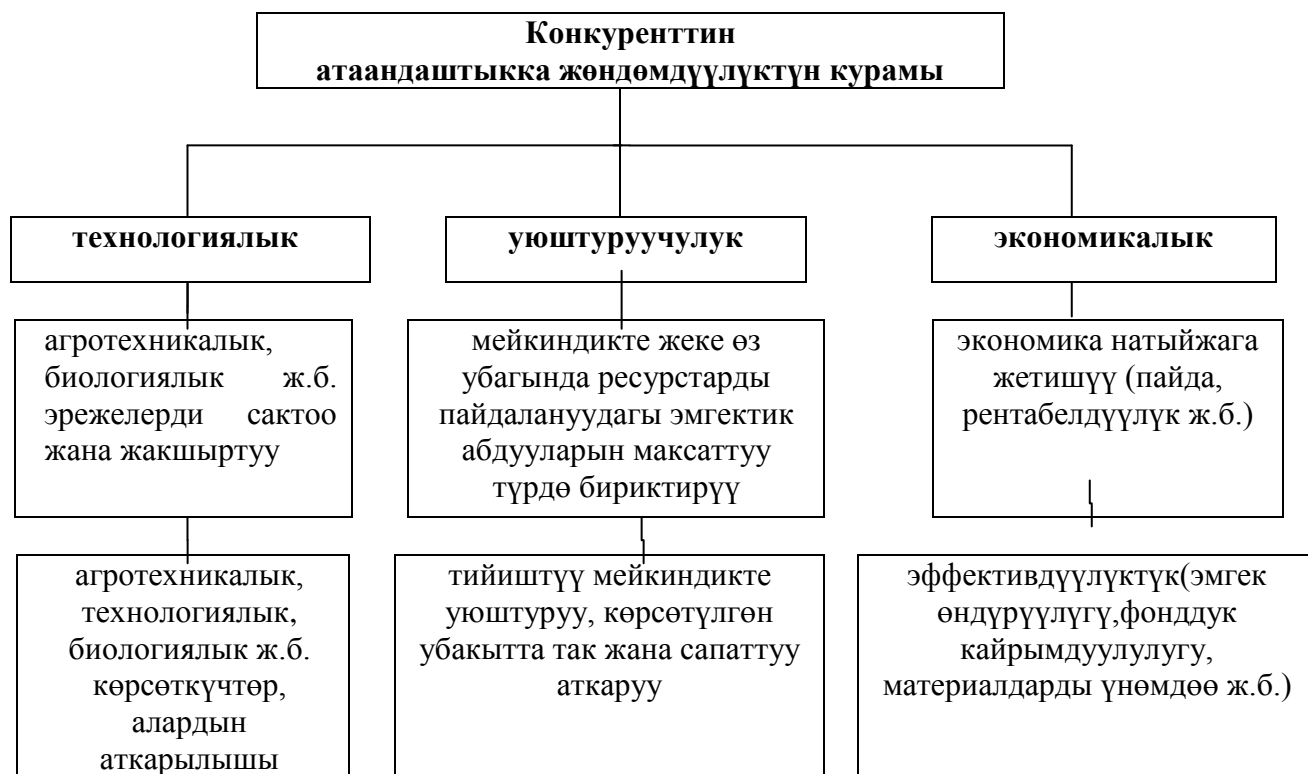 Конкуренттин
атаандаштыкка жөндөмдүүлүктүн курамы
технологиялык
уюштуруучулук
экономикалык
агротехникалык,
биологиялык ж.б.
эрежелерди сактоо
жана жакшыртуу
мейкиндикте жеке өз
убагында ресурстарды
пайдалануудагы эмгектик
абдууларын максаттуу
түрдө бириктирүү
экономика натыйжага
жетишүү (пайда,
рентабелдүүлүк ж.б.)
агротехникалык,
технологиялык,
биологиялык ж.б.
көрсөткүчтөр,
алардын
аткарылышы
тийиштүү мейкиндикте
уюштуруу, көрсөтүлгөн
убакытта так жана сапаттуу
аткаруу
эффективдүүлүктүк(эмгек
өндүрүүлүгү,фонддук
кайрымдуулулугу,
материалдарды үнөмдөө ж.б.)